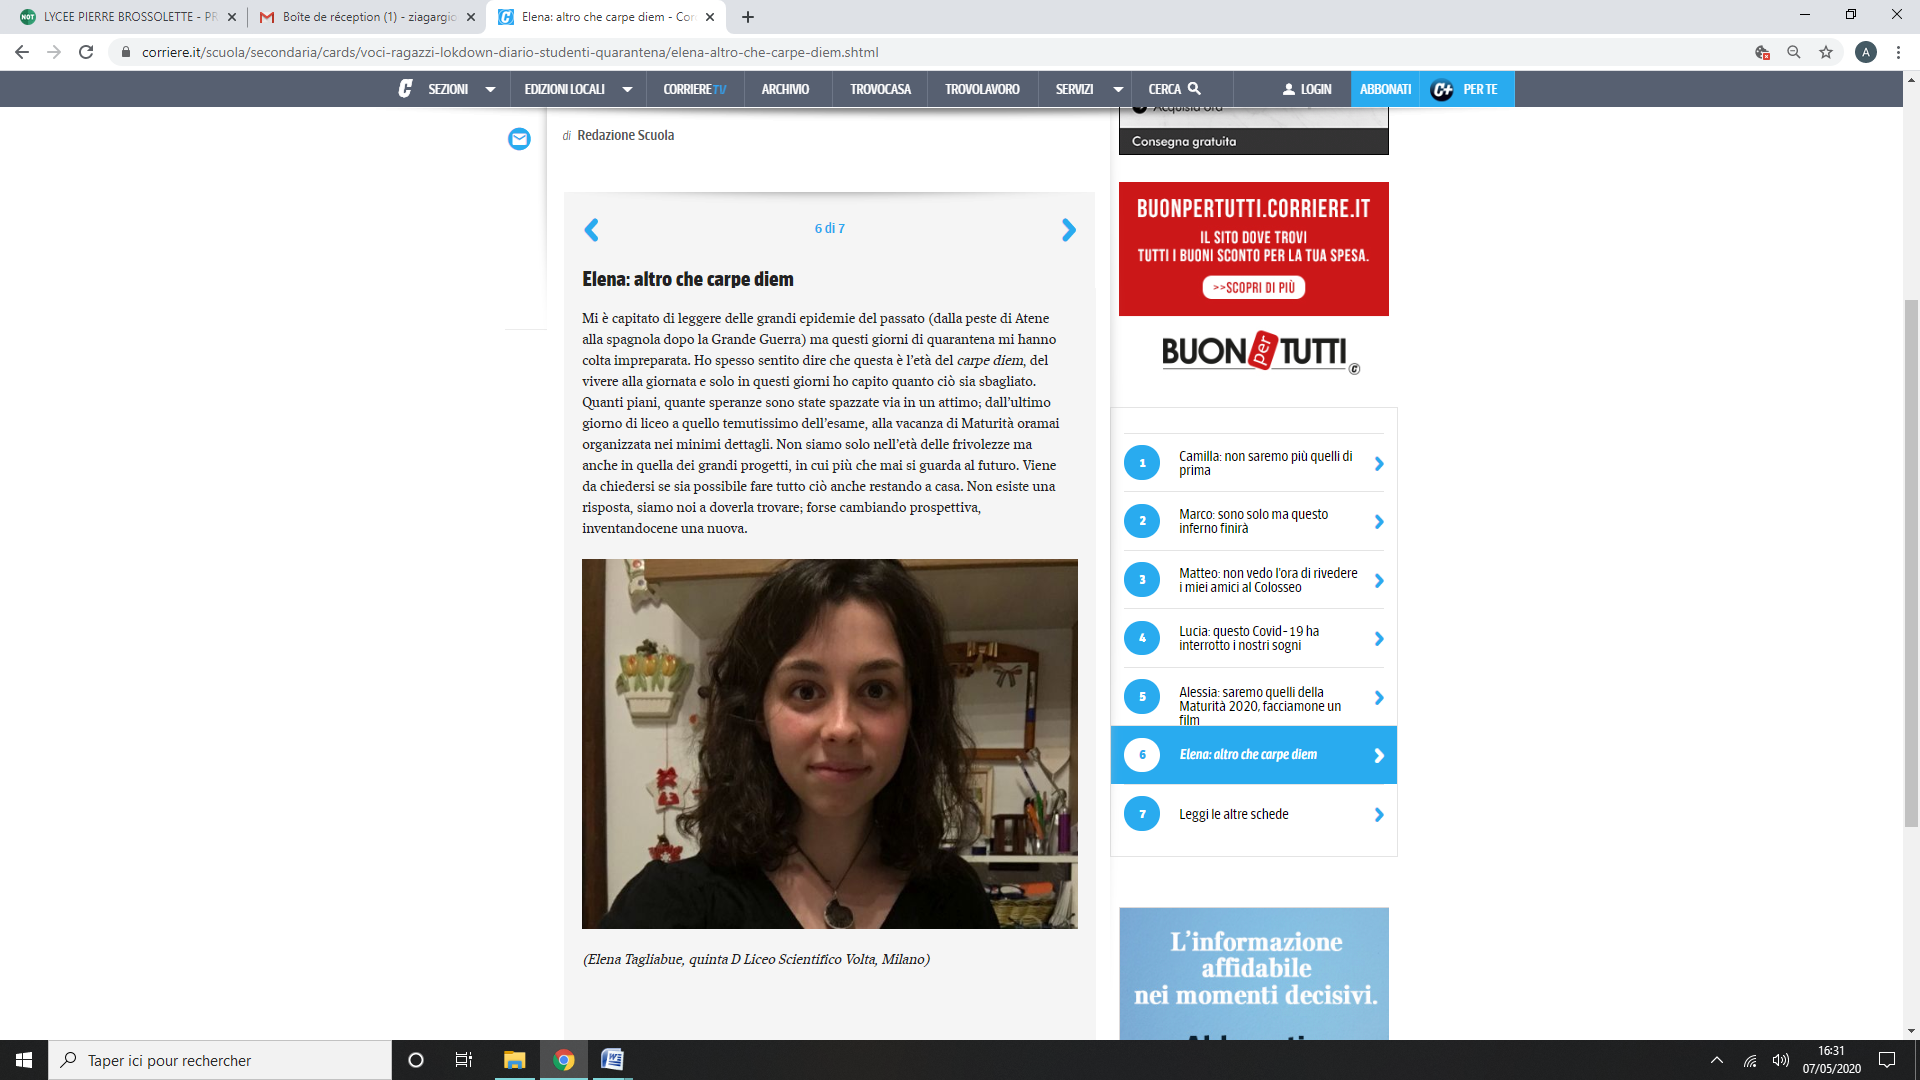 LYCEE PIERRE BROSSOLETTE - PR
Boîte de réception (1) - ziagargio
Elena: altro che carpe diem - Cor
corriere.it/scuola/secondaria/cards/voci-ragazzi-lokdown-diario-studenti-quarantena/elena-altro-che-carpe-diem.shtml
A
SEZIONI EDIZIONI LOCALI CORRIERE TV ARCHIVIO TROVOCASA TROVOLAVORO SERVIZI CERCA LOGIN ABBONATI C+ PER TE
di Redazione Scuola
6 di 7
Elena: altro che carpe diem
Mi è capitato di leggere delle grandi epidemie del passato (dalla peste di Atene
alla spagnola dopo la Grande Guerra) ma questi giorni di quarantena mi hanno
colta impreparata. Ho spesso sentito dire che questa è l'età del carpe diem, del
vivere alla giornata e solo in questi giorni ho capito quanto ciò sia sbagliato.
Quanti piani, quante speranze sono state spazzate via in un attimo; dall'ultimo
giorno di liceo a quello temutissimo dell'esame, alla vacanza di Maturità oramai
organizzata nei minimi dettagli. Non siamo solo nell'età delle frivolezze ma
anche in quella dei grandi progetti, in cui più che mai si guarda al futuro. Viene
da chiedersi se sia possibile fare tutto ciò anche restando a casa. Non esiste una
risposta, siamo noi a doverla trovare; forse cambiando prospettiva,
inventandocene una nuova.
(Elena Tagliabue, quinta D Liceo Scientifico Volta, Milano)
Acquista ora
Consegna gratuita
BUONPERTUTTI.CORRIERE.IT
IL SITO DOVE TROVI
TUTTI I BUONI SCONTO PER LA TUA SPESA.
>>SCOPRI DI PIÙ
BUON per TUTTI
1 Camilla: non saremo più quelli di
prima
2 Marco: sono solo ma questo
inferno finirà
3 Matteo: non vedo l'ora di rivedere
i miei amici al Colosseo
4 Lucia: questo Covid-19 ha
interrotto i nostri sogni
5 Alessia: saremo quelli della
Maturità 2020, facciamone un
film
6 Elena: altro che carpe diem
7 Leggi le altre schede
L'informazione
affidabile
nei momenti decisivi.
Taper ici pour rechercher
16:31
07/05/2020